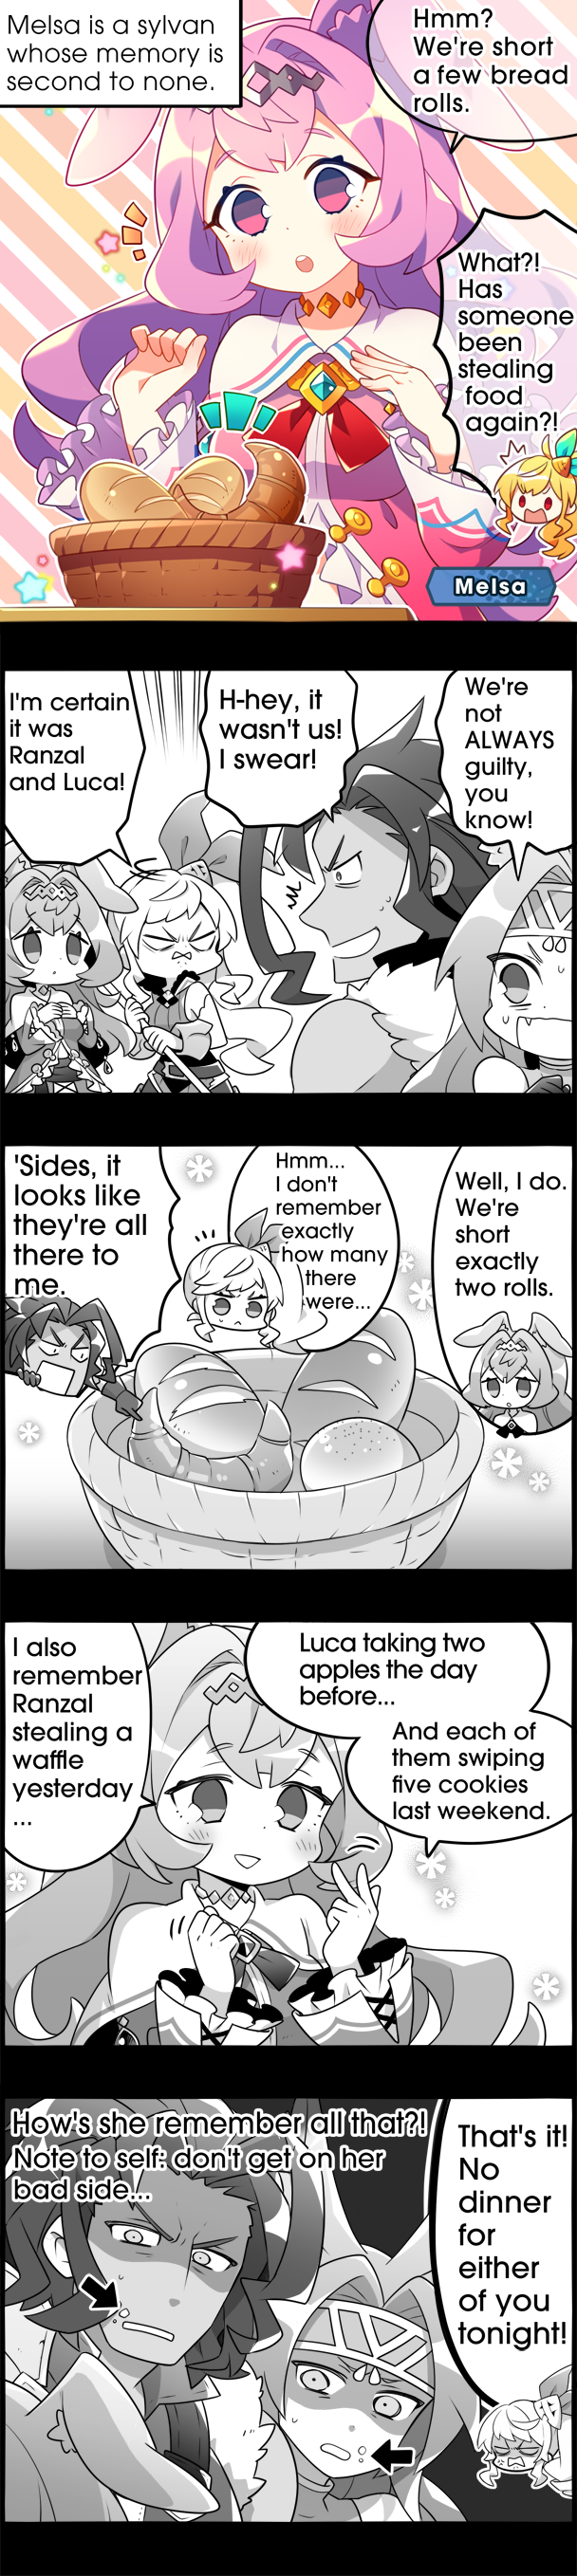 Melsa is a sylvan
whose memory is
second to none.
Hmm?
We're short
a few bread
rolls.
What?!
Has
someone
been
stealing
food
again?!
Melsa
I'm certain
it was
Ranzal
and Luca!
H-hey, it
wasn't us!
I swear!
We're
not
ALWAYS
guilty,
you
know!
'Sides, it
looks like
they're all
there to
me.
Hmm...
I don't
remember
exactly
how many
there
were...
Well, I do.
We're
short
exactly
two rolls.
I also
remember
Ranzal
stealing a
waffle
yesterday
...
Luca taking two
apples the day
before...
And each of
them swiping
five cookies
last weekend.
How's she remember all that?!
Note to self: don't get on her
bad side...
That's it!
No
dinner
for
either
of you
tonight!